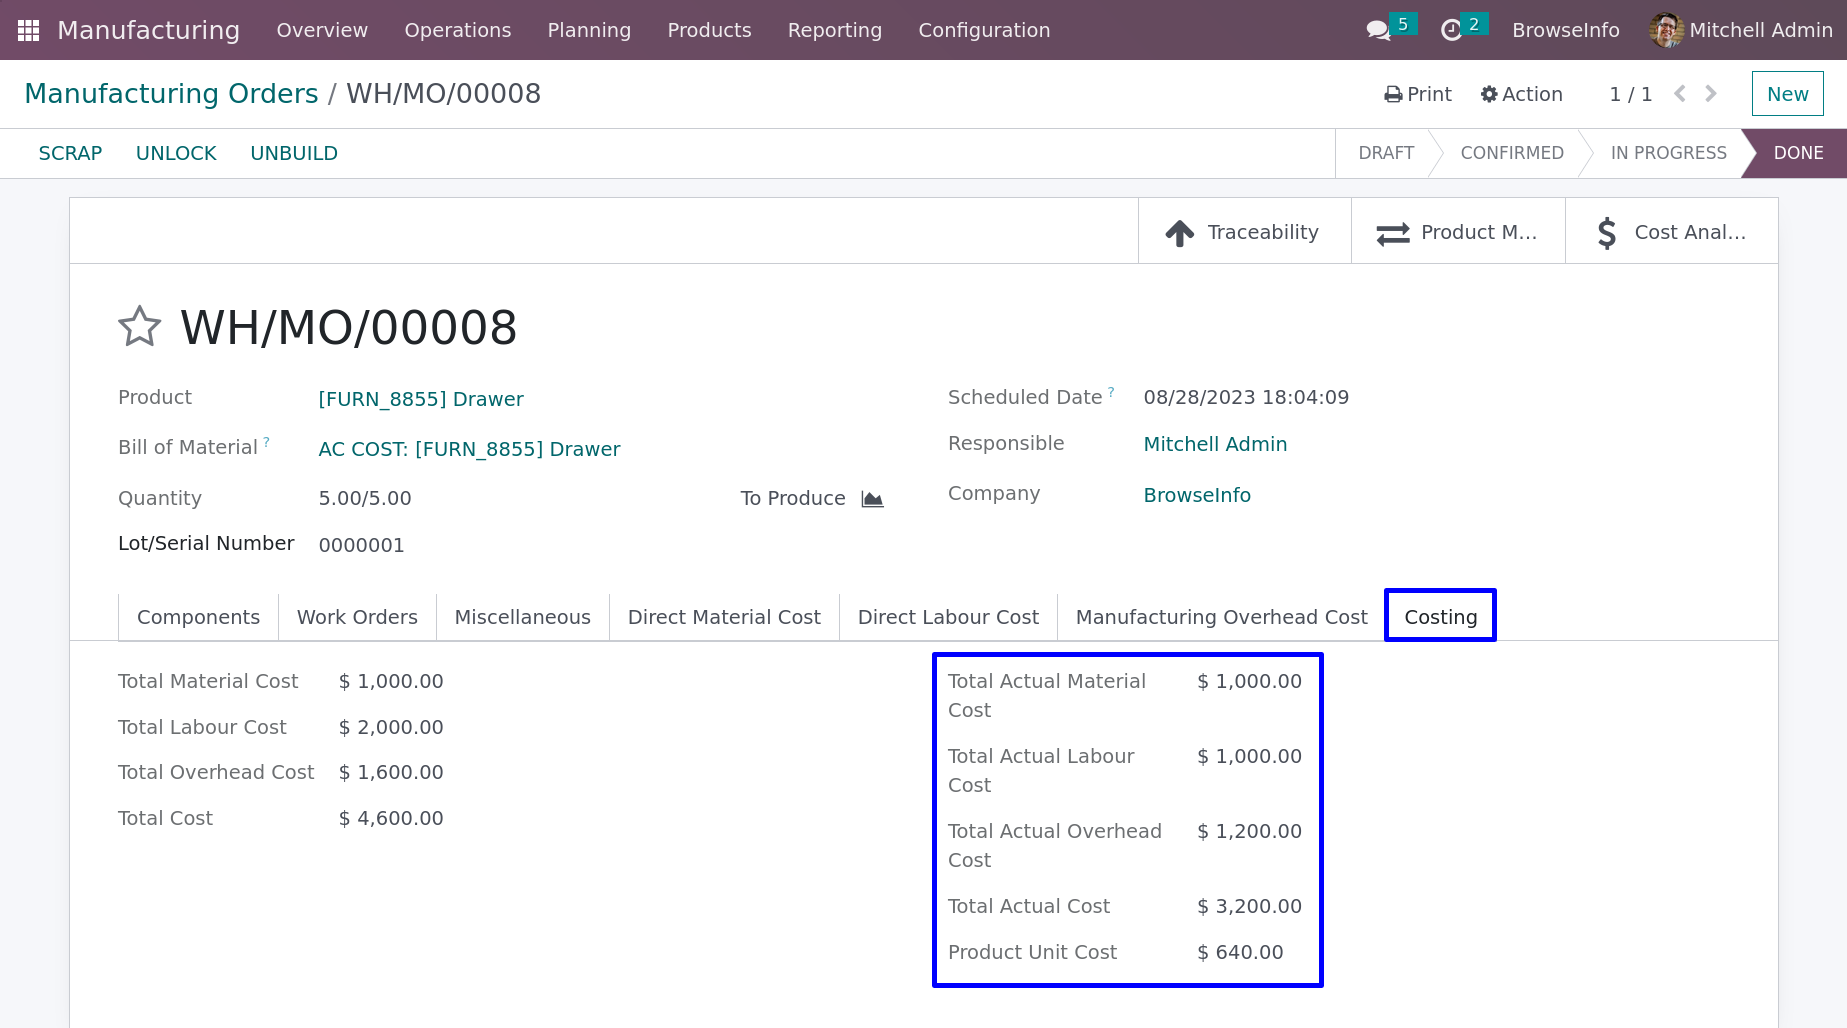 Manufacturing Overview Operations Planning Products Reporting Configuration 5 2 BrowseInfo Mitchell Admin
Manufacturing Orders / WH/MO/00008 Print Action 1 / 1 New
SCRAP UNLOCK UNBUILD DRAFT CONFIRMED IN PROGRESS DONE
Traceability Product M... $ Cost Anal...
WH/MO/00008
Product [FURN_8855] Drawer
Bill of Material ? AC COST: [FURN_8855] Drawer
Quantity 5.00/5.00 To Produce
Lot/Serial Number 0000001
Scheduled Date ? 08/28/2023 18:04:09
Responsible Mitchell Admin
Company BrowseInfo
Components Work Orders Miscellaneous Direct Material Cost Direct Labour Cost Manufacturing Overhead Cost Costing
Total Material Cost $ 1,000.00
Total Labour Cost $ 2,000.00
Total Overhead Cost $ 1,600.00
Total Cost $ 4,600.00
Total Actual Material $ 1,000.00
Cost
Total Actual Labour $ 1,000.00
Cost
Total Actual Overhead $ 1,200.00
Cost
Total Actual Cost $ 3,200.00
Product Unit Cost $ 640.00